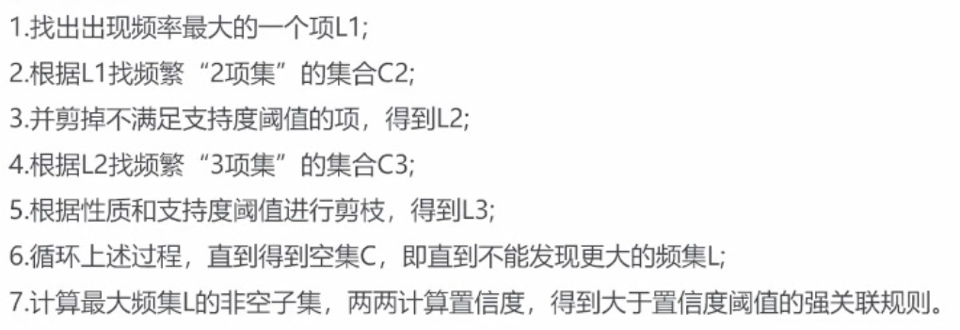 1.找出出现频率最大的一个项L1;
2.根据L1找频繁“2项集”的集合C2;
3.并剪掉不满足支持度阈值的项，得到L2;
4.根据L2找频繁“3项集”的集合C3;
5.根据性质和支持度阈值进行剪枝，得到L3;
6.循环上述过程，直到得到空集C，即直到不能发现更大的频集L;
7.计算最大频集L的非空子集，两两计算置信度，得到大于置信度阈值的强关联规则。